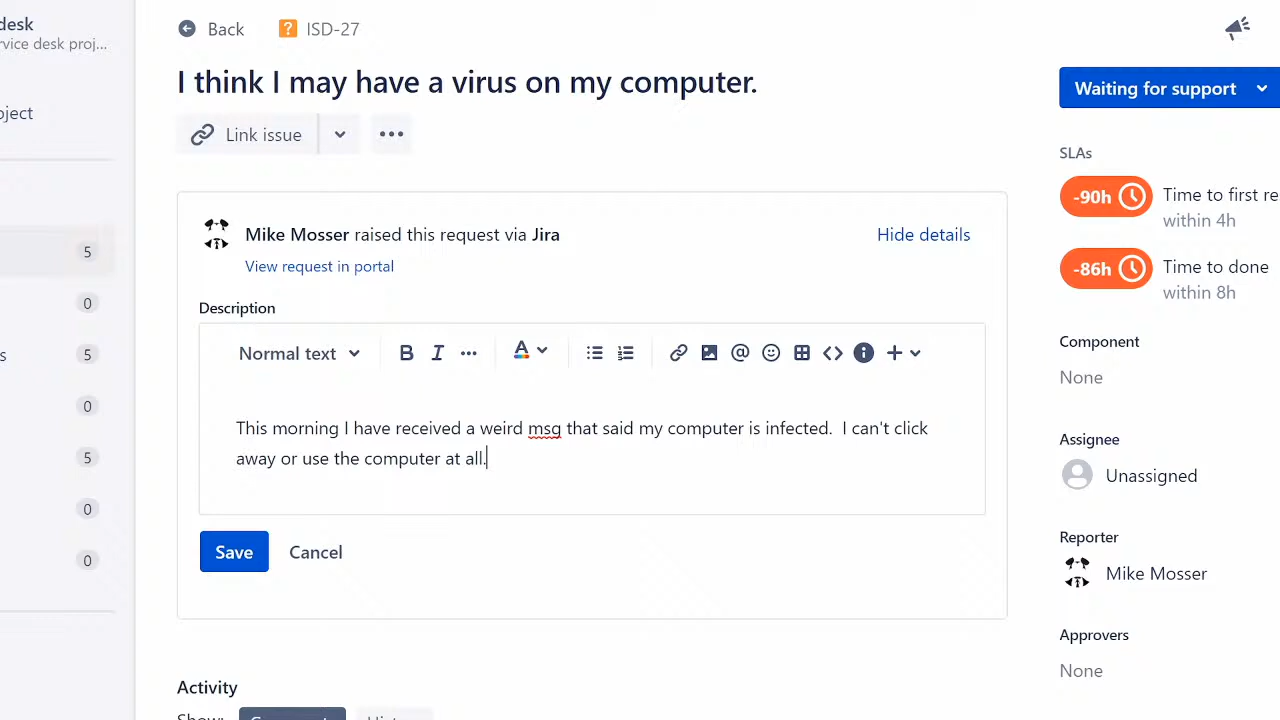 desk
rvice desk proj...
oject
5
0
s
5
0
5
0
0
Back
ISD-27
I think I may have a virus on my computer.
Link issue
Mike Mosser raised this request via Jira
Hide details
View request in portal
Description
Normal text
B I
A
@
This morning I have received a weird msg that said my computer is infected.  I can't click
away or use the computer at all.
Save
Cancel
Activity
Show:
Waiting for support
SLAs
-90h
Time to first re
within 4h
-86h
Time to done
within 8h
Component
None
Assignee
Unassigned
Reporter
Mike Mosser
Approvers
None